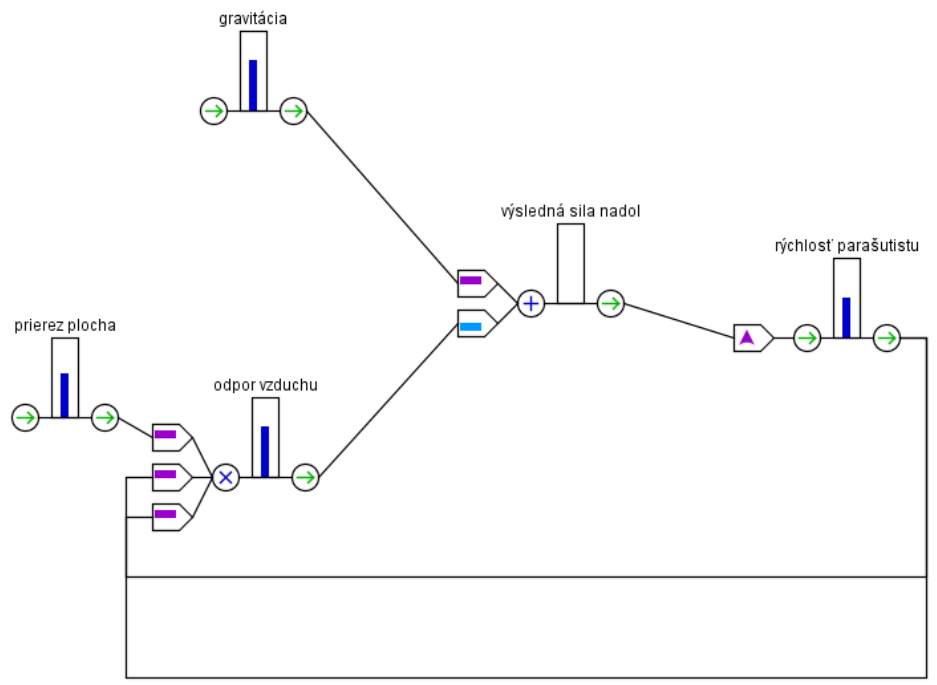 gravitácia
výsledná sila nadol
rýchlosť parašutistu
prierez plocha
odpor vzduchu